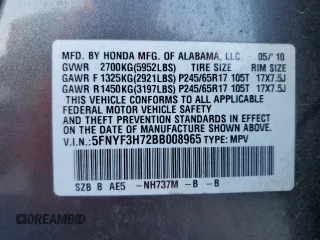 MFD. BY HONDA MFG. OF ALABAMA, LLC 05/'10
GVWR 2700KG(5952LBS) TIRE SIZE RIM SIZE
GAWR F 1325KG(2921LBS) P245/65R17 105T 17X7.5J
GAWR R 1450KG(3197LBS) P245/65R17 105T 17X7.5J
THIS VEHICLE CONFORMS TO ALL APPLICABLE
FEDERAL MOTOR VEHICLE SAFETY AND
THEFT PREVENTION STANDARDS IN EFFECT ON
THE DATE OF MANUFACTURE SHOWN ABOVE.
V.I.N.: 5FNYF3H72BB008965 TYPE: MPV
SZB B AE5 -NH737M -B -B
DREAMBID